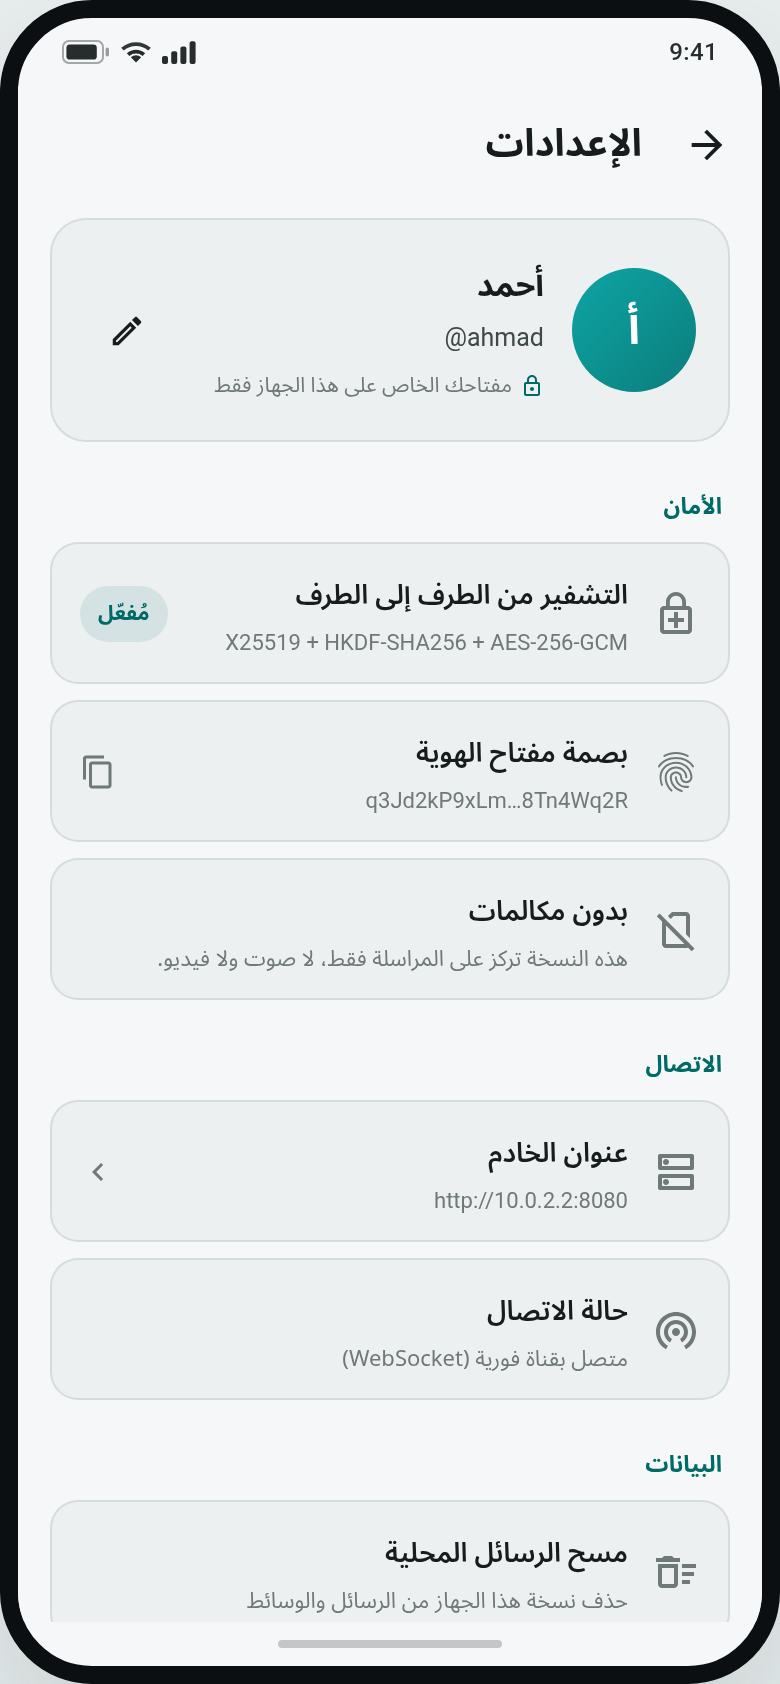 9:41
الإعدادات
أ
أحمد
@ahmad
مفتاحك الخاص على هذا الجهاز فقط
الأمان
التشفير من الطرف إلى الطرف
مُفعّل
X25519 + HKDF-SHA256 + AES-256-GCM
بصمة مفتاح الهوية
q3Jd2kP9xLm…8Tn4Wq2R
بدون مكالمات
هذه النسخة تركز على المراسلة فقط، لا صوت ولا فيديو.
الاتصال
عنوان الخادم
http://10.0.2.2:8080
حالة الاتصال
متصل بقناة فورية (WebSocket)
البيانات
مسح الرسائل المحلية
حذف نسخة هذا الجهاز من الرسائل والوسائط